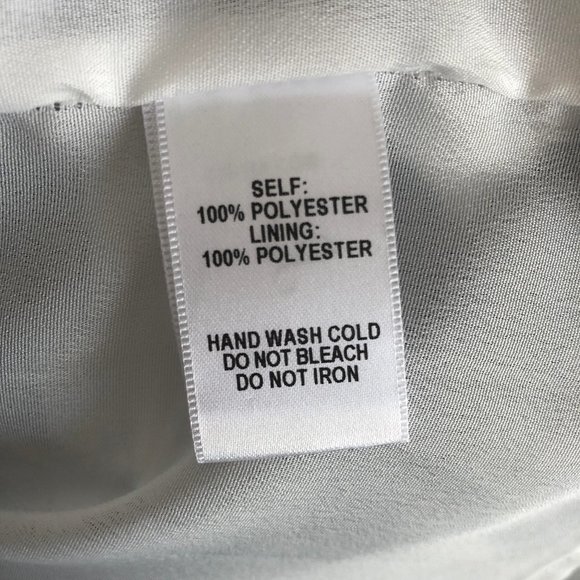 SELF:
100% POLYESTER
LINING:
100% POLYESTER
HAND WASH COLD
DO NOT BLEACH
DO NOT IRON